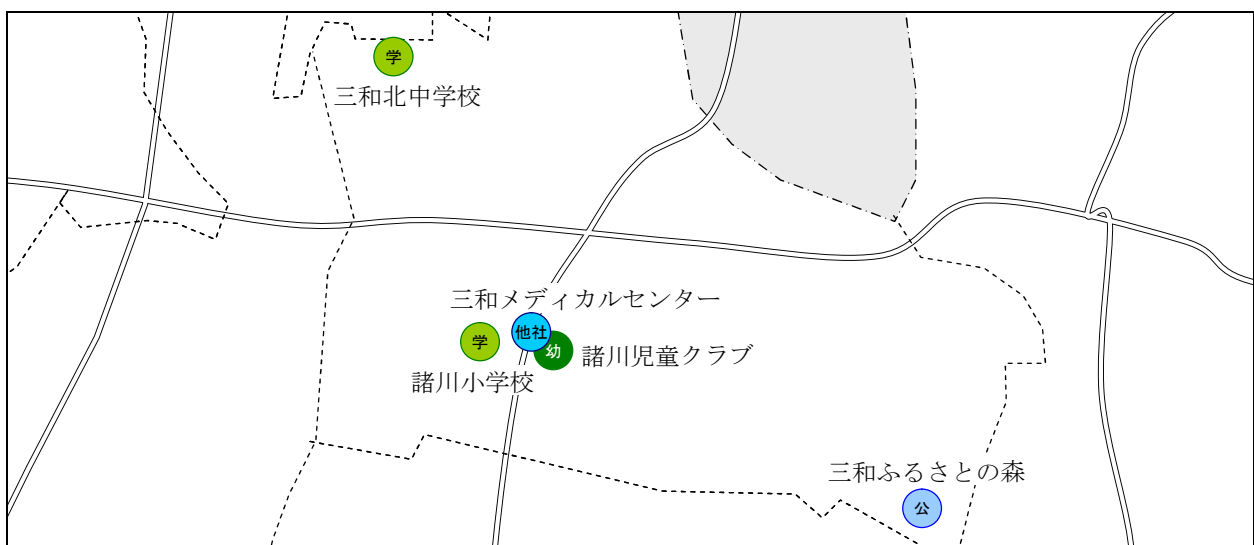 学
三和北中学校
三和メディカルセンター
学
他社
幼
諸川児童クラブ
諸川小学校
三和ふるさとの森
公